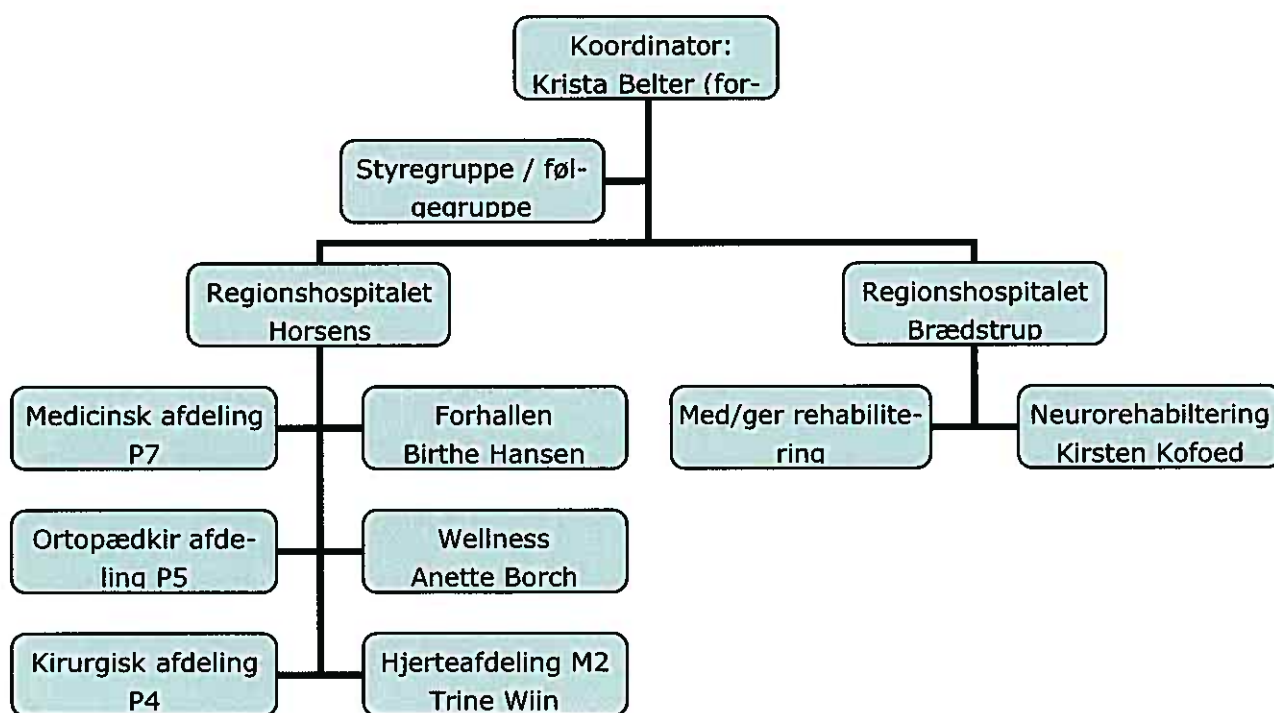 Koordinator:
Krista Belter (for-
Styregruppe / føl-
gegruppe
Regionshospitalet
Horsens
Regionshospitalet
Brædstrup
Medicinsk afdeling
P7
Forhallen
Birthe Hansen
Med/ger rehabilite-
ring
Neurorehabiltering
Kirsten Kofoed
Ortopædkir afde-
ling P5
Wellness
Anette Borch
Kirurgisk afdeling
P4
Hjerteafdeling M2
Trine Wiin